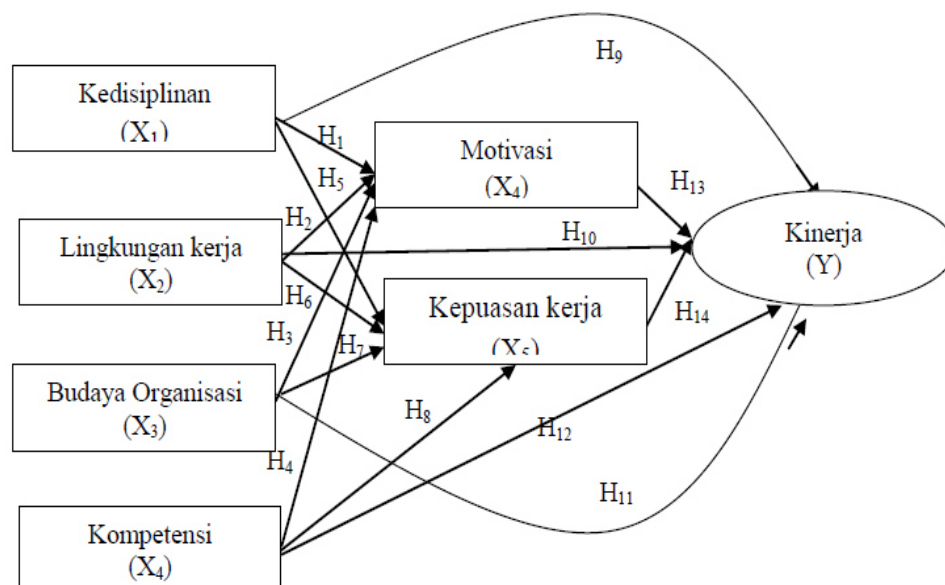 Kedisiplinan
(X₁)
Lingkungan kerja
(X₂)
Budaya Organisasi
(X₃)
Kompetensi
(X₄)
H₁
H₅
H₂
H₆
H₃
H₇
H₄
H₈
Motivasi
(X₄)
Kepuasan kerja
(X₅)
H₉
H₁₃
H₁₀
H₁₄
H₁₂
H₁₁
Kinerja
(Y)